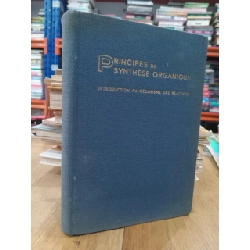 PRINCIPES DE
SYNTHÈSE ORGANIQUE
INTRODUCTION AU MÉCANISME DES RÉACTIONS